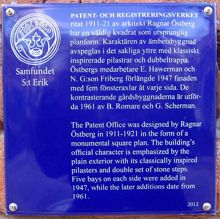 PATENT- OCH REGISTRERINGSVERKET
ritat 1911-21 av arkitekt Ragnar
Östberg har en väldig kvadrat som ursprunglig
planform. Karaktären av ämbetsbyggnad
avspeglas i det sakliga yttre med klassiskt
inspirerade pilastrar och dubbeltrappa.
Östbergs medarbetare E. Hawerman och
N. G:son Friberg förlängde 1947 fasaden
med fem fönsteraxlar åt varje sida. De
kontrasterande gårdsbyggnaderna är utför-
da 1961 av B. Romare och G. Scherman.
Samfundet
S:t Erik
The Patent Office was designed by Ragnar
Östberg in 1911-1921 in the form of a
monumental square plan. The building's
official character is emphasized by the
plain exterior with its classically inspired
pilasters and double set of stone steps.
Five bays on each side were added in
1947, while the later additions date from
1961.
2012